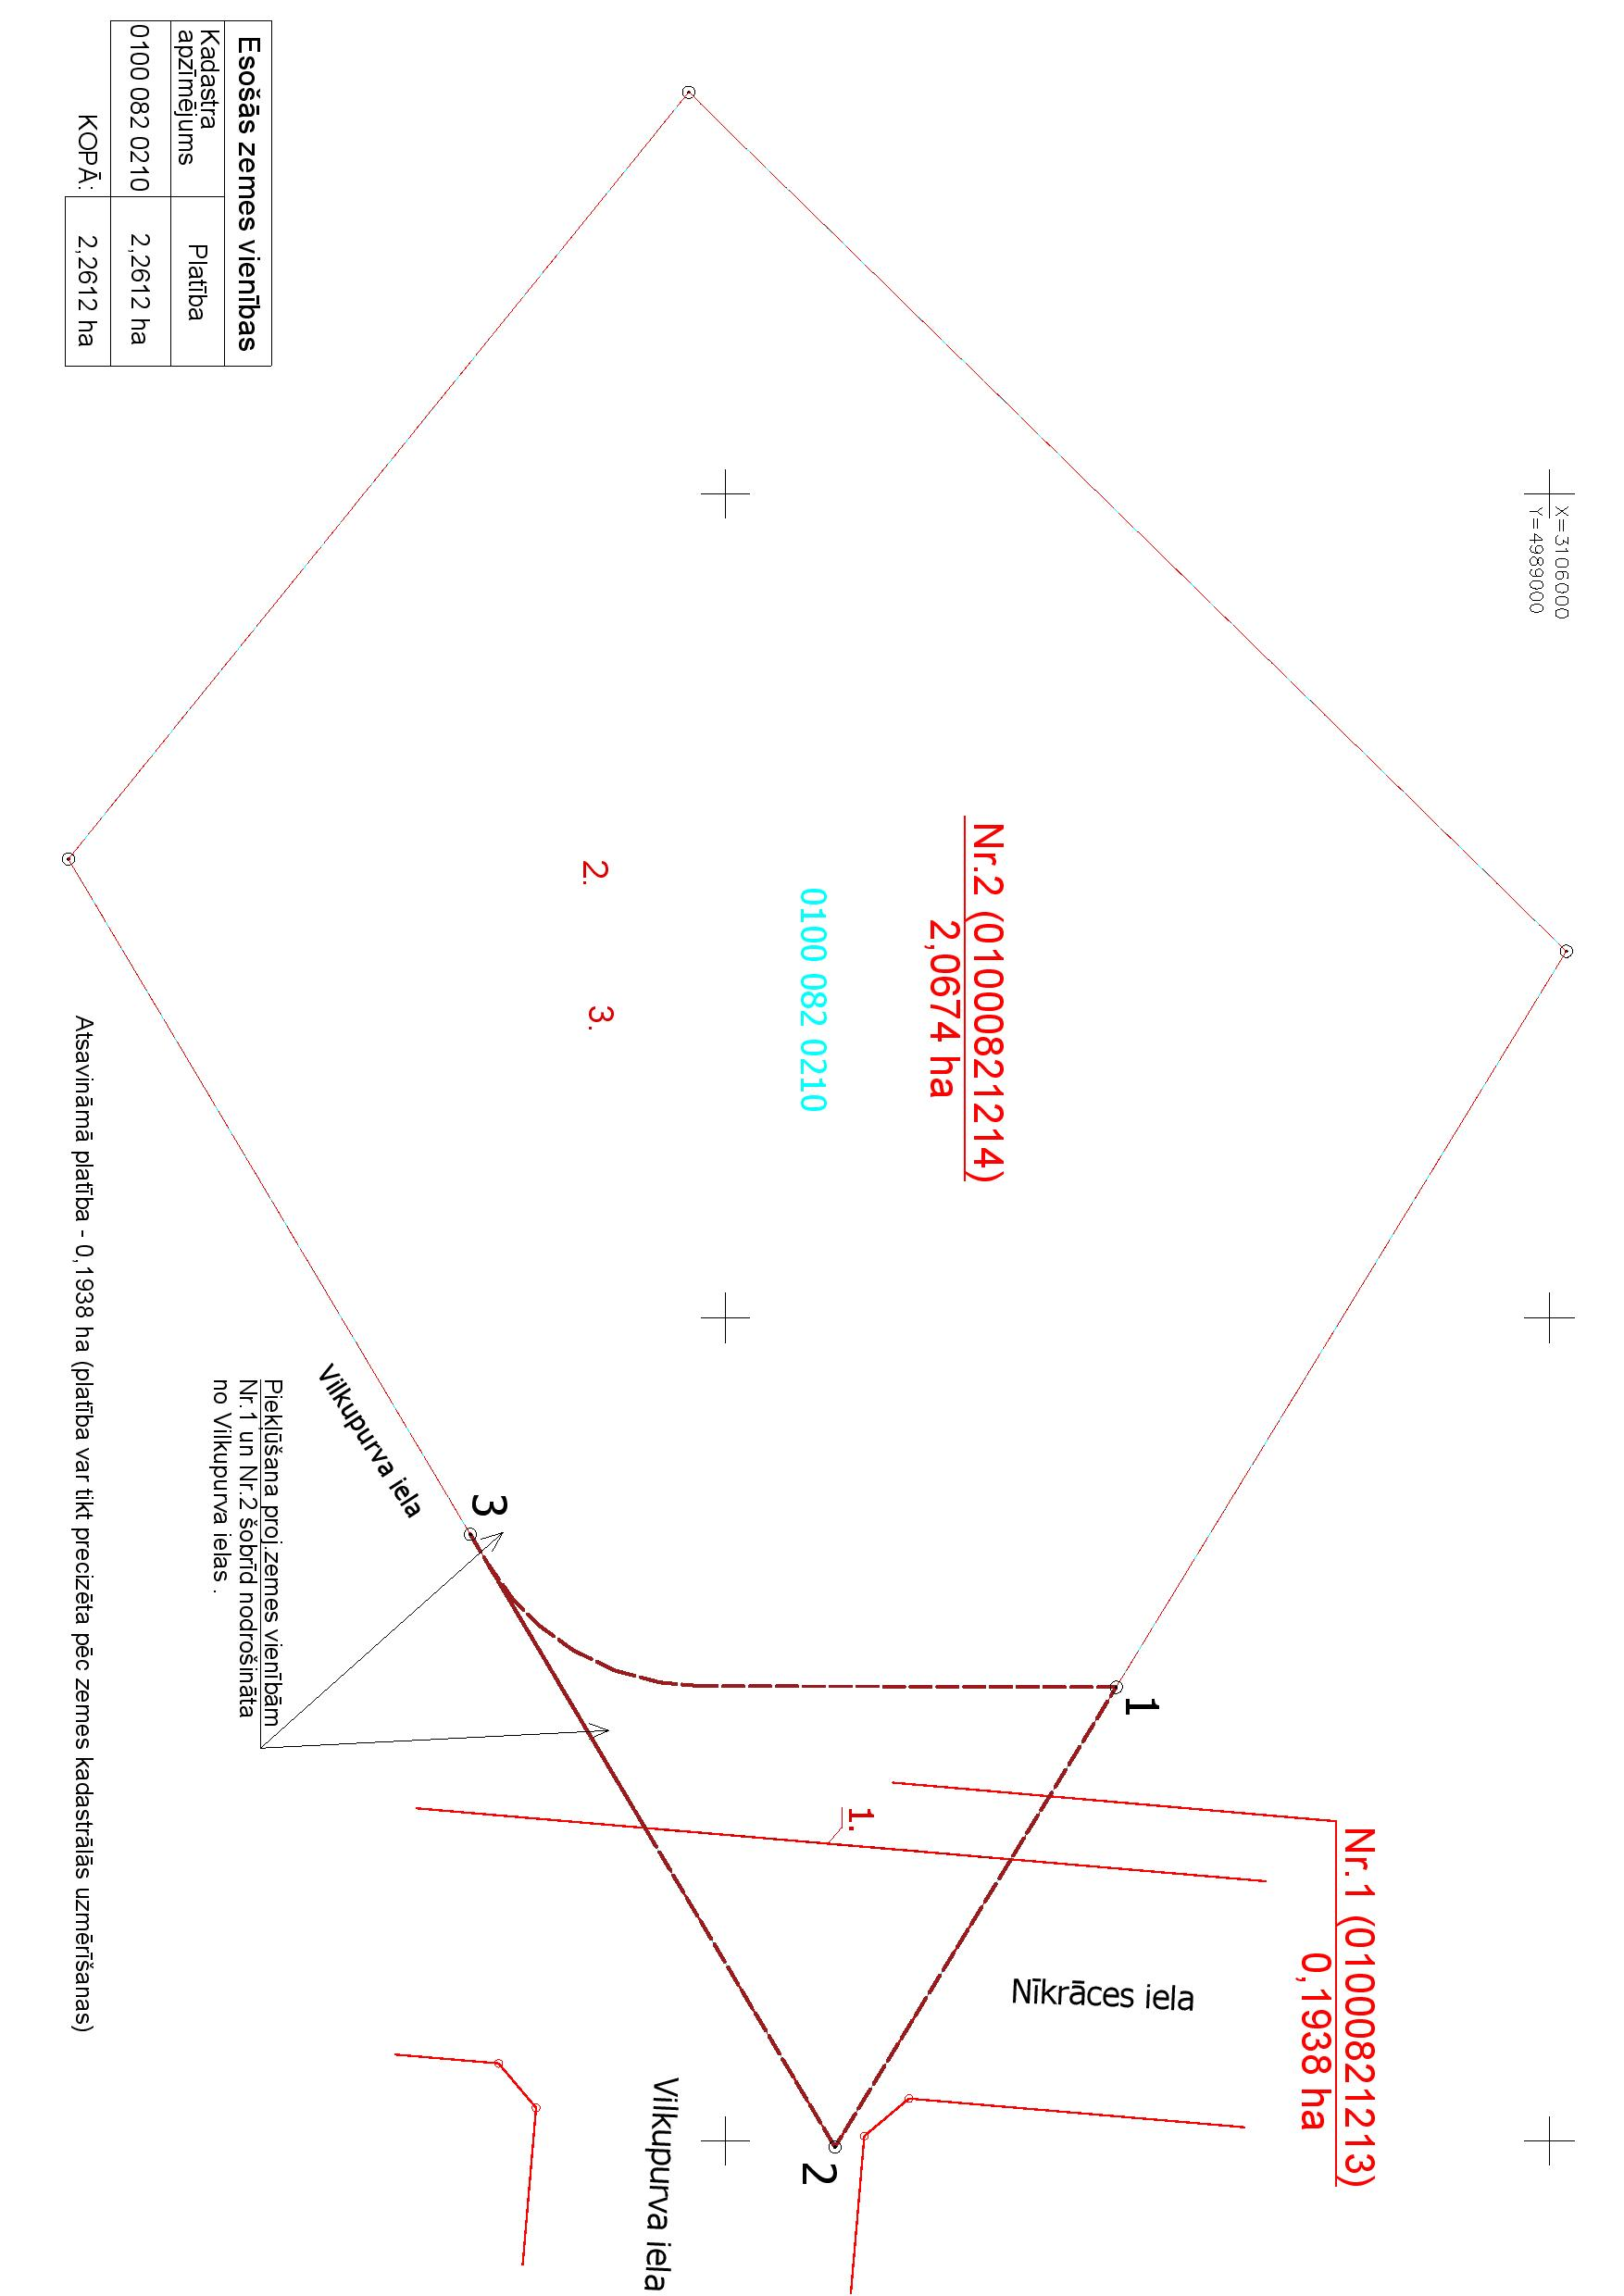 X=3106000
Y=4989000
Nr.1 (01000821213)
0,1938 ha
Nīkrāces iela
1
1.
2
Nr.2 (01000821214)
2,0674 ha
0100 082 0210
2.
3.
Vilkupurva iela
3
Vilkupurva iela
Piekļūšana proj.zemes vienībām
Nr.1 un Nr.2 šobrīd nodrošināta
no Vilkupurva ielas .
Esošās zemes vienības
Kadastra
apzīmējums
Platība
0100 082 0210
2,2612 ha
KOPĀ:
2,2612 ha
Atsavināmā platība - 0,1938 ha (platība var tikt precizēta pēc zemes kadastrālās uzmērīšanas)